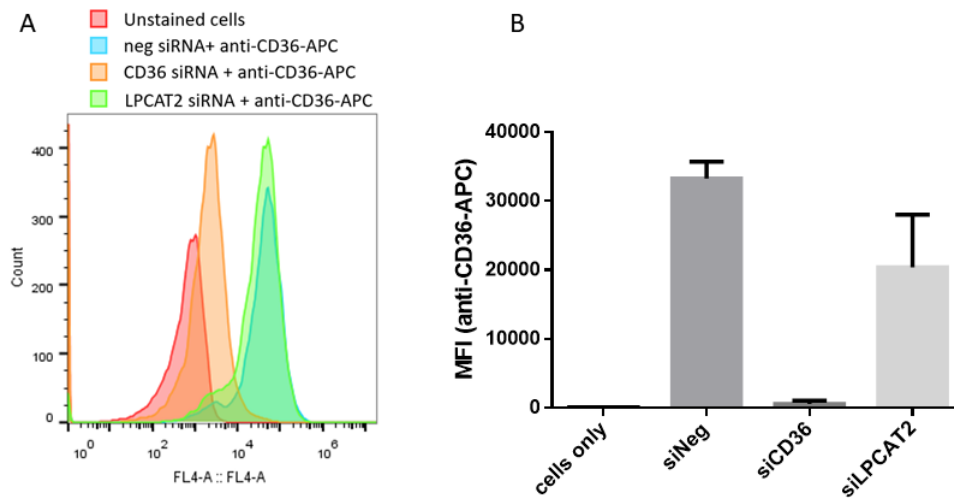 A
Unstained cells
neg siRNA+ anti-CD36-APC
CD36 siRNA + anti-CD36-APC
LPCAT2 siRNA + anti-CD36-APC
400
300
200
100
0
Count
10^0
10^2
10^4
10^6
FL4-A :: FL4-A
B
MFI (anti-CD36-APC)
40000
30000
20000
10000
0
cells only
siNeg
siCD36
siLPCAT2